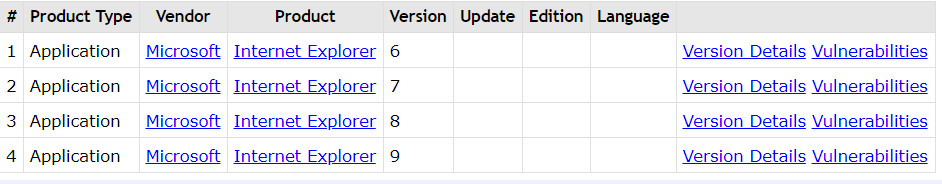 # Product Type Vendor Product Version Update Edition Language
1 Application Microsoft Internet Explorer 6 Version Details Vulnerabilities
2 Application Microsoft Internet Explorer 7 Version Details Vulnerabilities
3 Application Microsoft Internet Explorer 8 Version Details Vulnerabilities
4 Application Microsoft Internet Explorer 9 Version Details Vulnerabilities